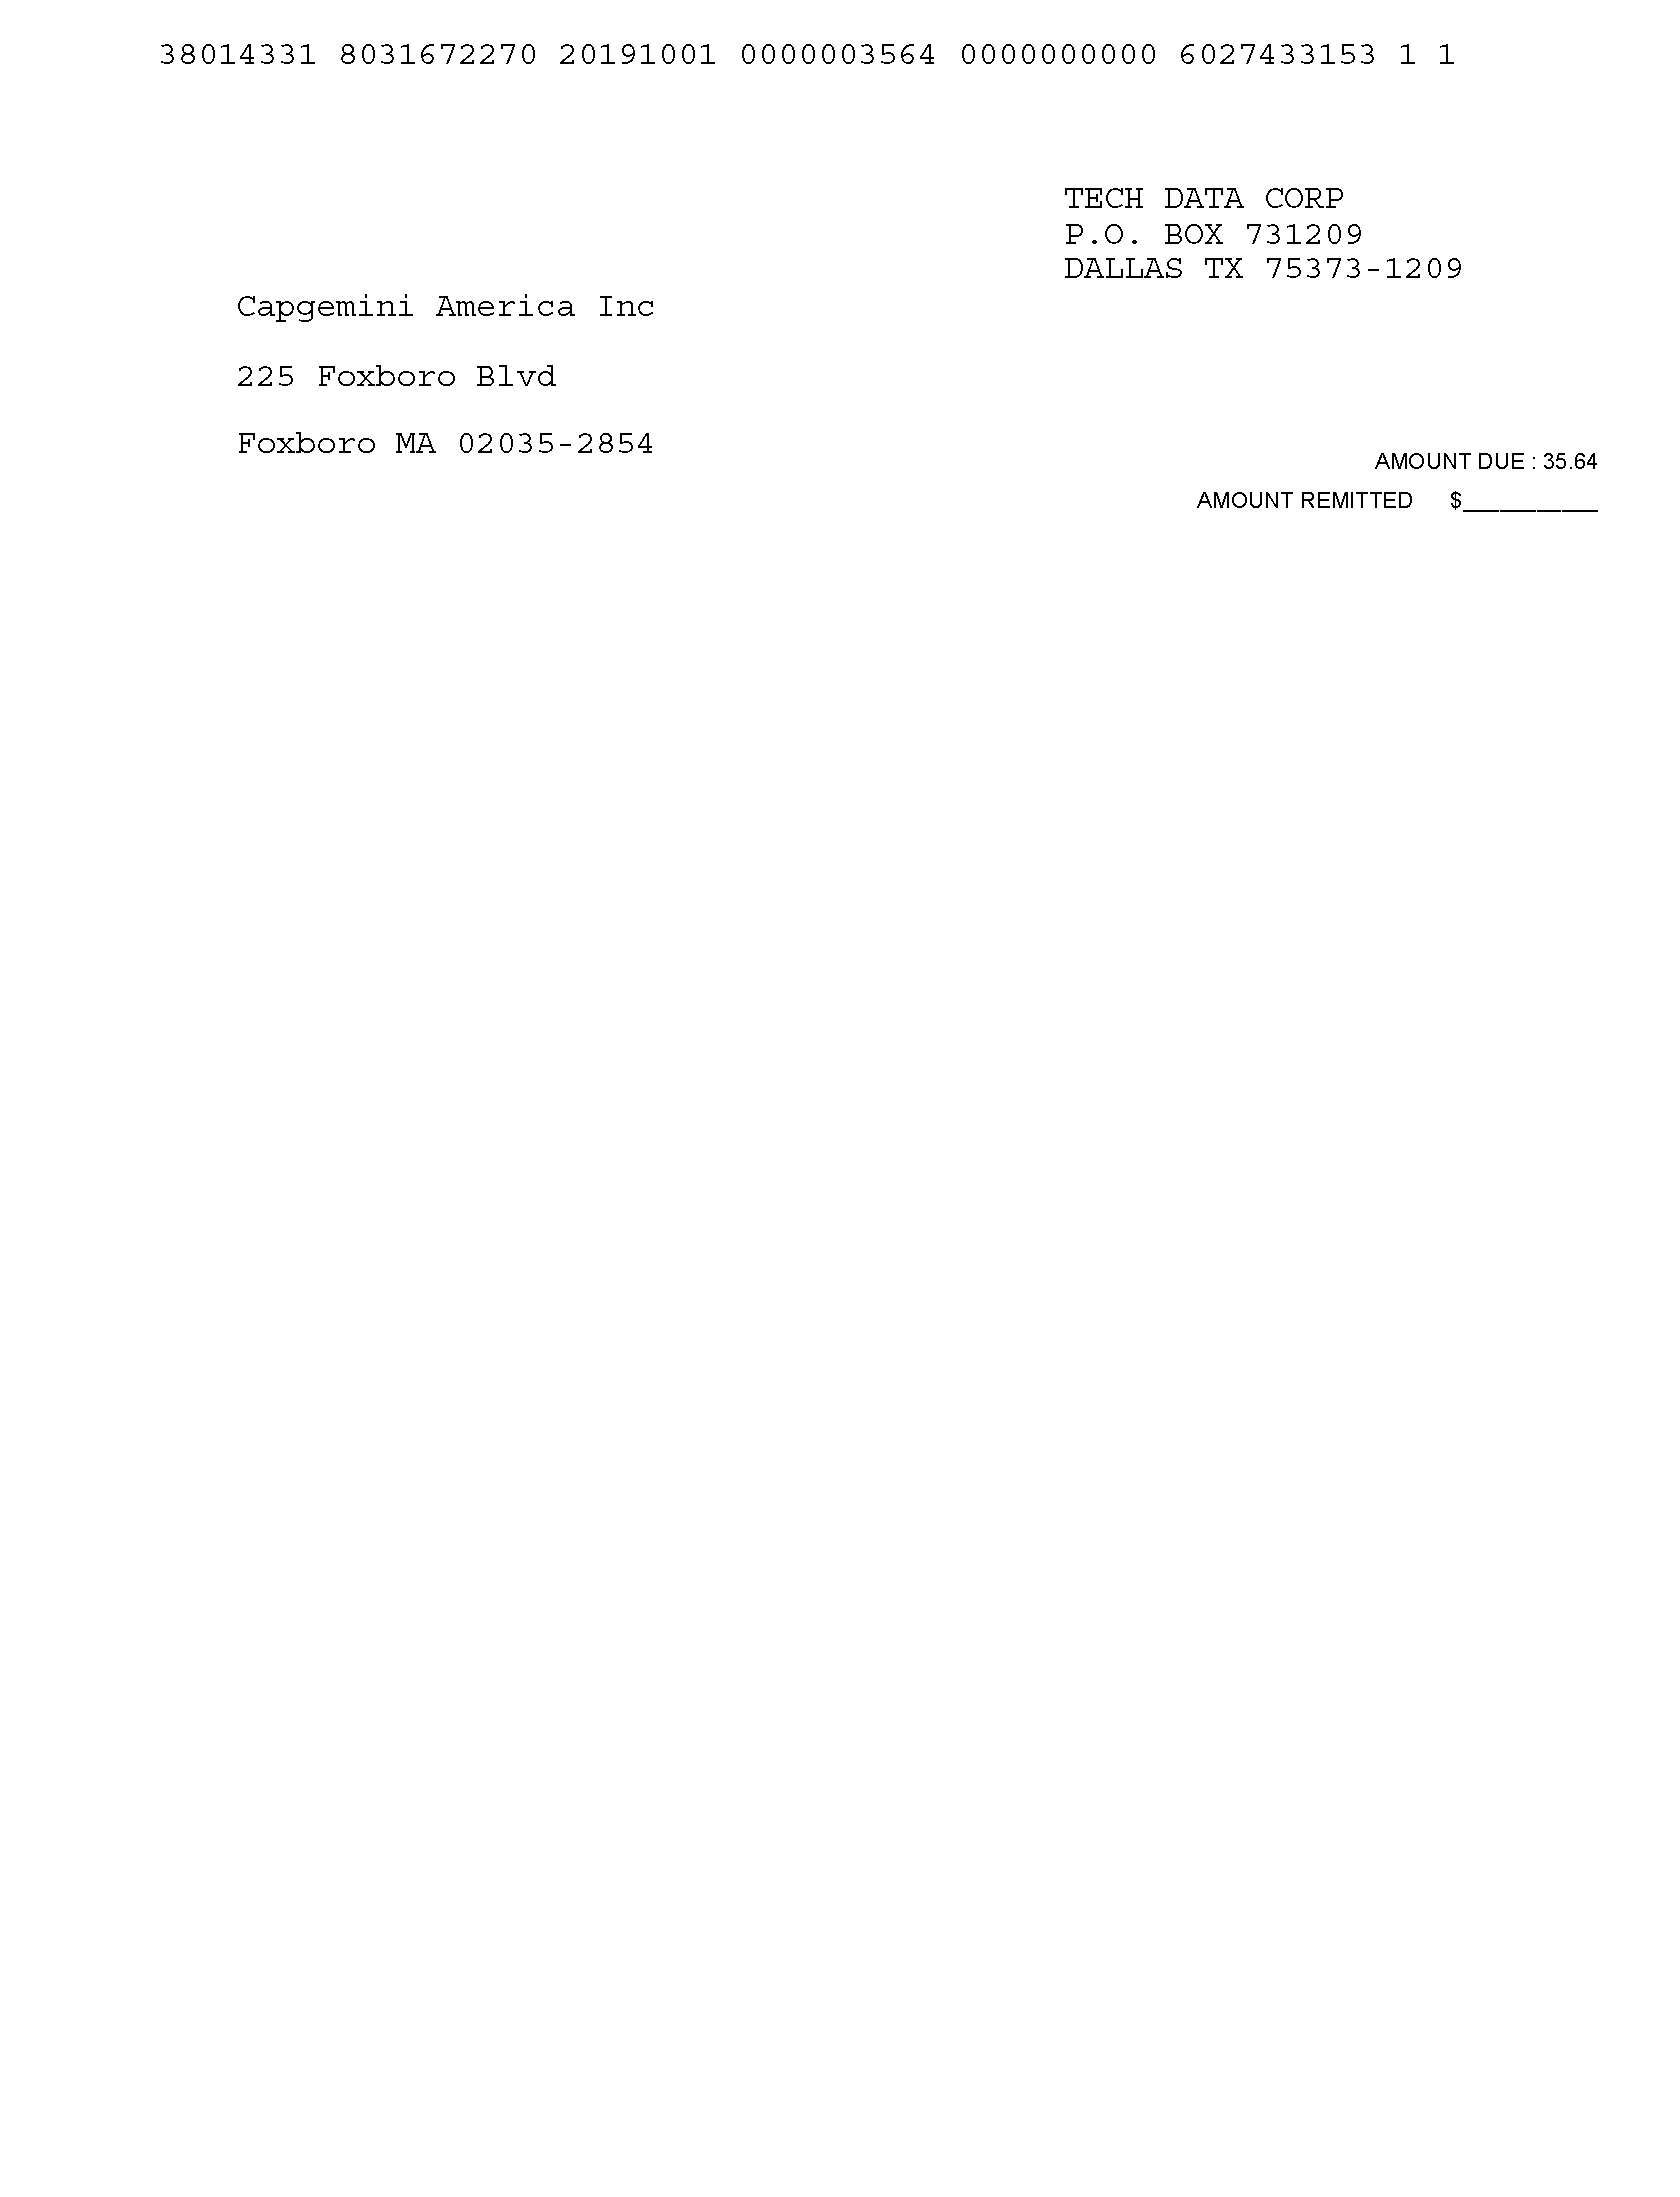 38014331 8031672270 20191001 0000003564 0000000000 6027433153 1 1
TECH DATA CORP
P.O. BOX 731209
DALLAS TX 75373-1209
Capgemini America Inc
225 Foxboro Blvd
Foxboro MA 02035-2854
AMOUNT DUE : 35.64
AMOUNT REMITTED $___________